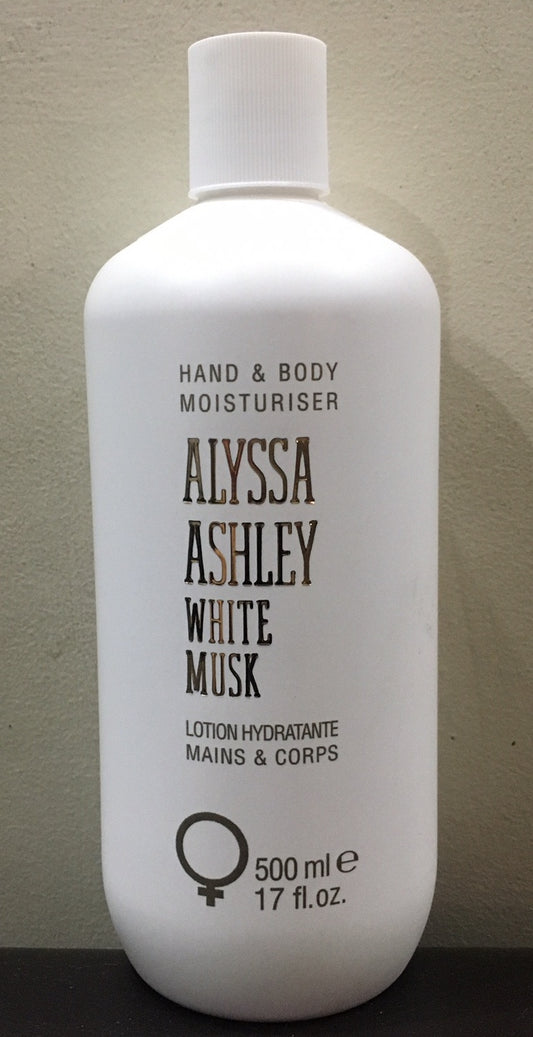 HAND & BODY
MOISTURISER
ALYSSA
ASHLEY
WHITE
MUSK
LOTION HYDRATANTE
MAINS & CORPS
500 ml ℮
17 fl.oz.